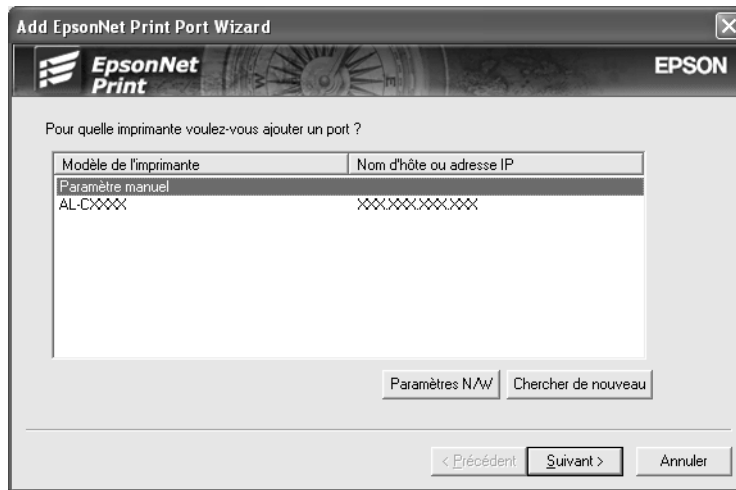 Add EpsonNet Print Port Wizard
EpsonNet
Print
EPSON
Pour quelle imprimante voulez-vous ajouter un port ?
Modèle de l'imprimante Nom d'hôte ou adresse IP
Paramètre manuel
AL-CXXXX XXX.XXX.XXX.XXX
Paramètres N/W Chercher de nouveau
< Précédent Suivant > Annuler